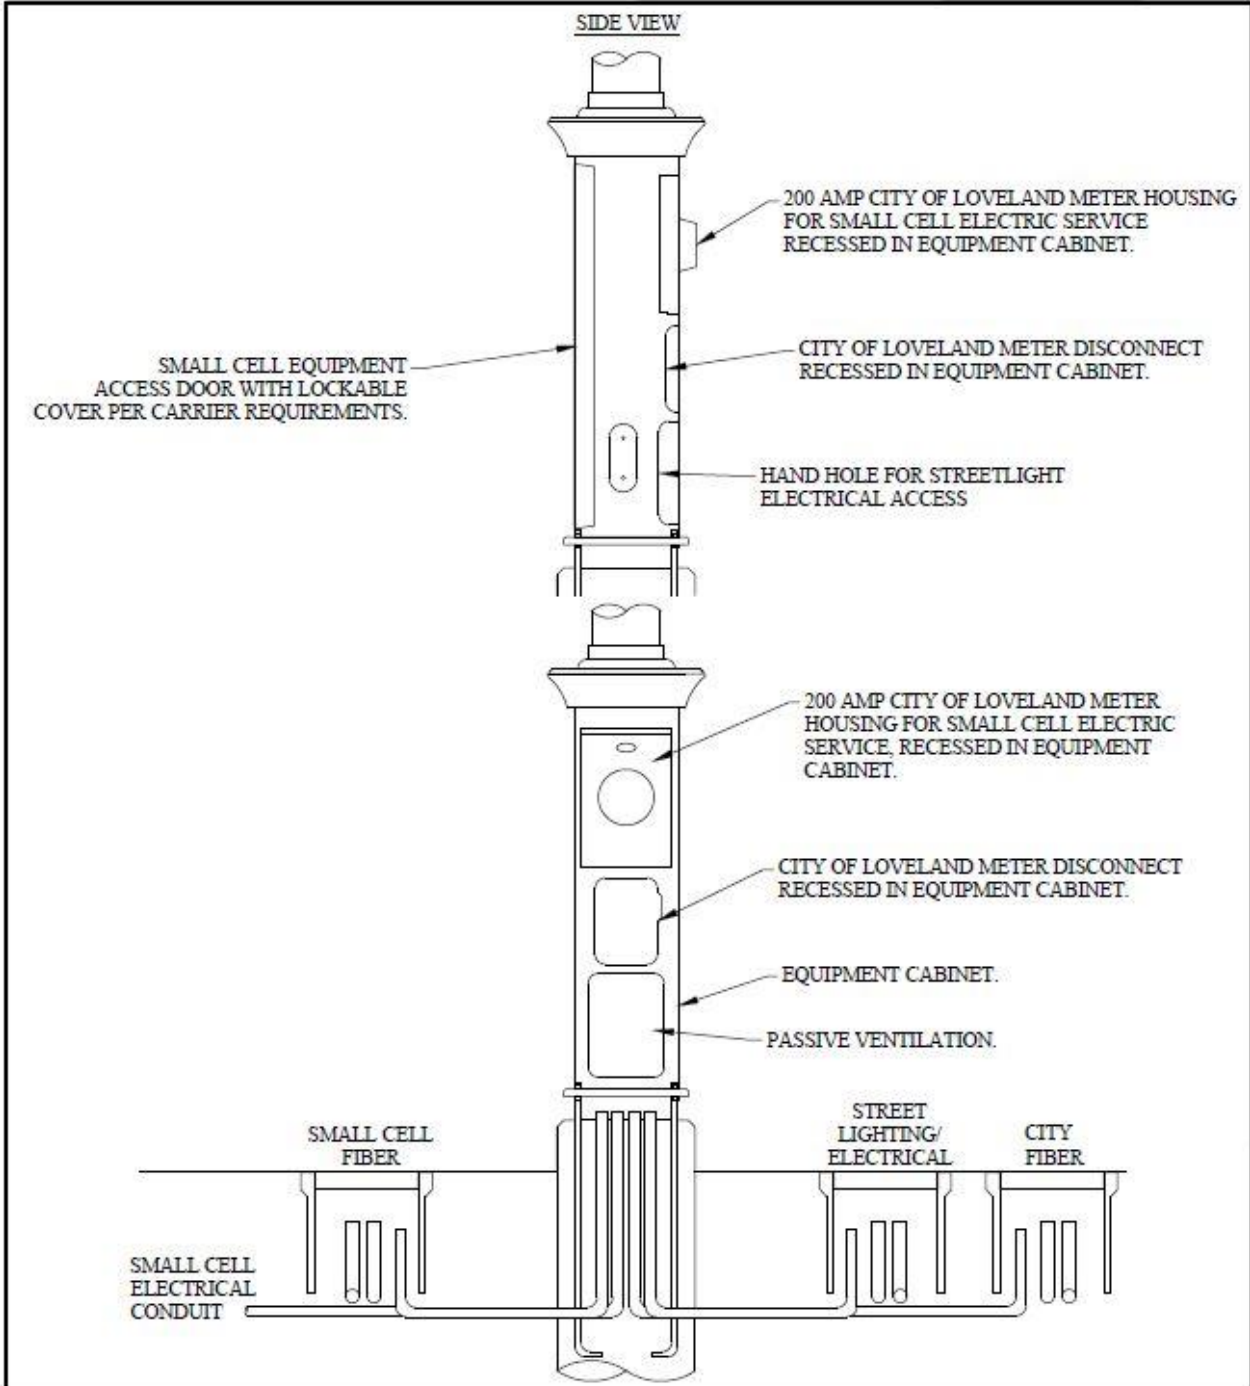 SIDE VIEW
200 AMP CITY OF LOVELAND METER HOUSING
FOR SMALL CELL ELECTRIC SERVICE
RECESSED IN EQUIPMENT CABINET.
CITY OF LOVELAND METER DISCONNECT
RECESSED IN EQUIPMENT CABINET.
SMALL CELL EQUIPMENT
ACCESS DOOR WITH LOCKABLE
COVER PER CARRIER REQUIREMENTS.
HAND HOLE FOR STREETLIGHT
ELECTRICAL ACCESS
200 AMP CITY OF LOVELAND METER
HOUSING FOR SMALL CELL ELECTRIC
SERVICE, RECESSED IN EQUIPMENT
CABINET.
CITY OF LOVELAND METER DISCONNECT
RECESSED IN EQUIPMENT CABINET.
EQUIPMENT CABINET.
PASSIVE VENTILATION.
SMALL CELL
FIBER
STREET
LIGHTING/
ELECTRICAL
CITY
FIBER
SMALL CELL
ELECTRICAL
CONDUIT